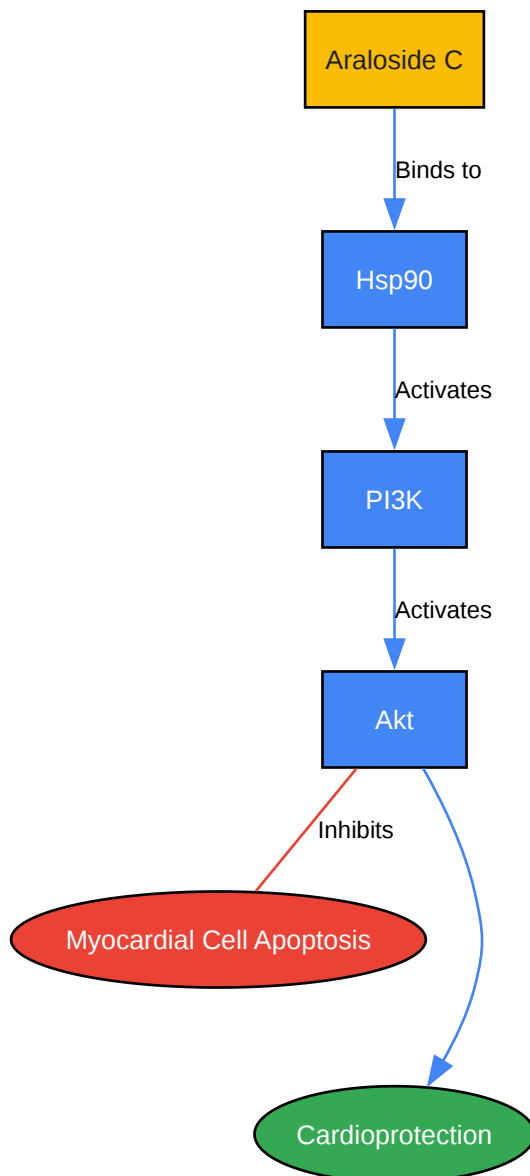 Araloside C
Binds to
Hsp90
Activates
PI3K
Activates
Akt
Inhibits
Myocardial Cell Apoptosis
Cardioprotection